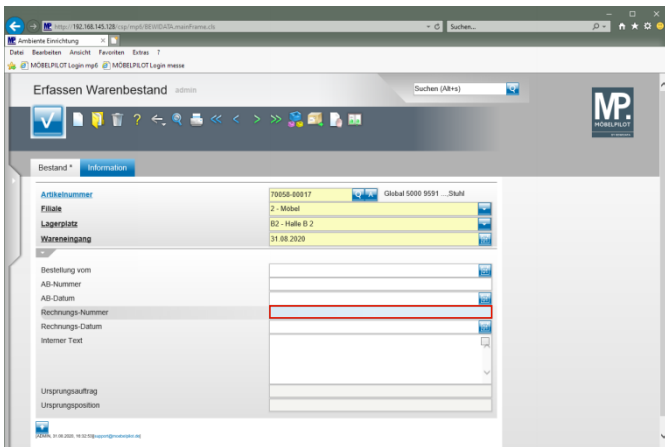 http://192.168.145.128/csp/mp6/BEWIDATA.mainFrame.cls
Suchen...
Ambiente Einrichtung
Datei Bearbeiten Ansicht Favoriten Extras ?
MÖBELPILOT Login mp6 MÖBELPILOT Login messe
Erfassen Warenbestand admin
Suchen (Alt+s)
MP.
MÖBELPILOT
Bestand * Information
Artikelnummer 70058-00017 Global 5000 9591 ...,Stuhl
Filiale 2 - Möbel
Lagerplatz B2 - Halle B 2
Wareneingang 31.08.2020
Bestellung vom
AB-Nummer
AB-Datum
Rechnungs-Nummer
Rechnungs-Datum
Interner Text
Ursprungsauftrag
Ursprungsposition